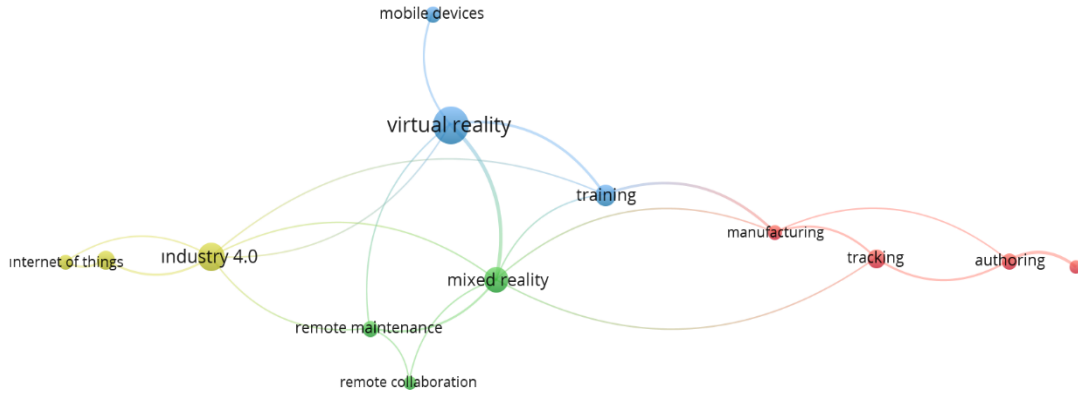 mobile devices
virtual reality
training
manufacturing
internet of things
industry 4.0
tracking
authoring
mixed reality
remote maintenance
remote collaboration